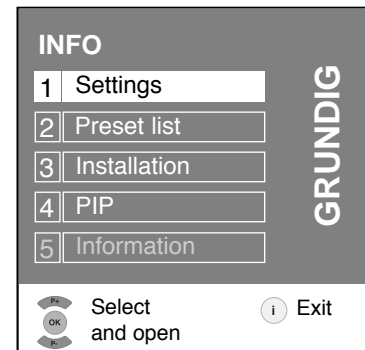 INFO
1 Settings
2 Preset list
3 Installation
4 PIP
5 Information
GRUNDIG
P+
OK
P-
Select
and open
i Exit